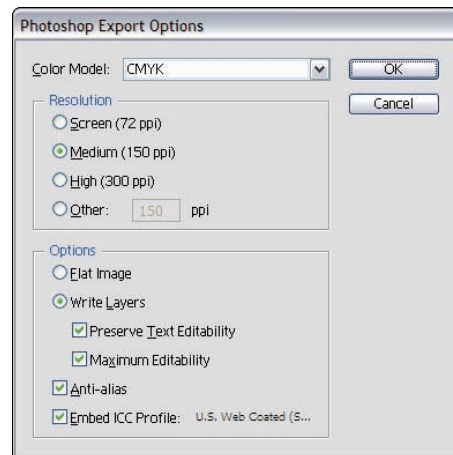 Photoshop Export Options
Color Model: CMYK
OK
Cancel
Resolution
Screen (72 ppi)
Medium (150 ppi)
High (300 ppi)
Other: 150 ppi
Options
Flat Image
Write Layers
Preserve Text Editability
Maximum Editability
Anti-alias
Embed ICC Profile: U.S. Web Coated (S...